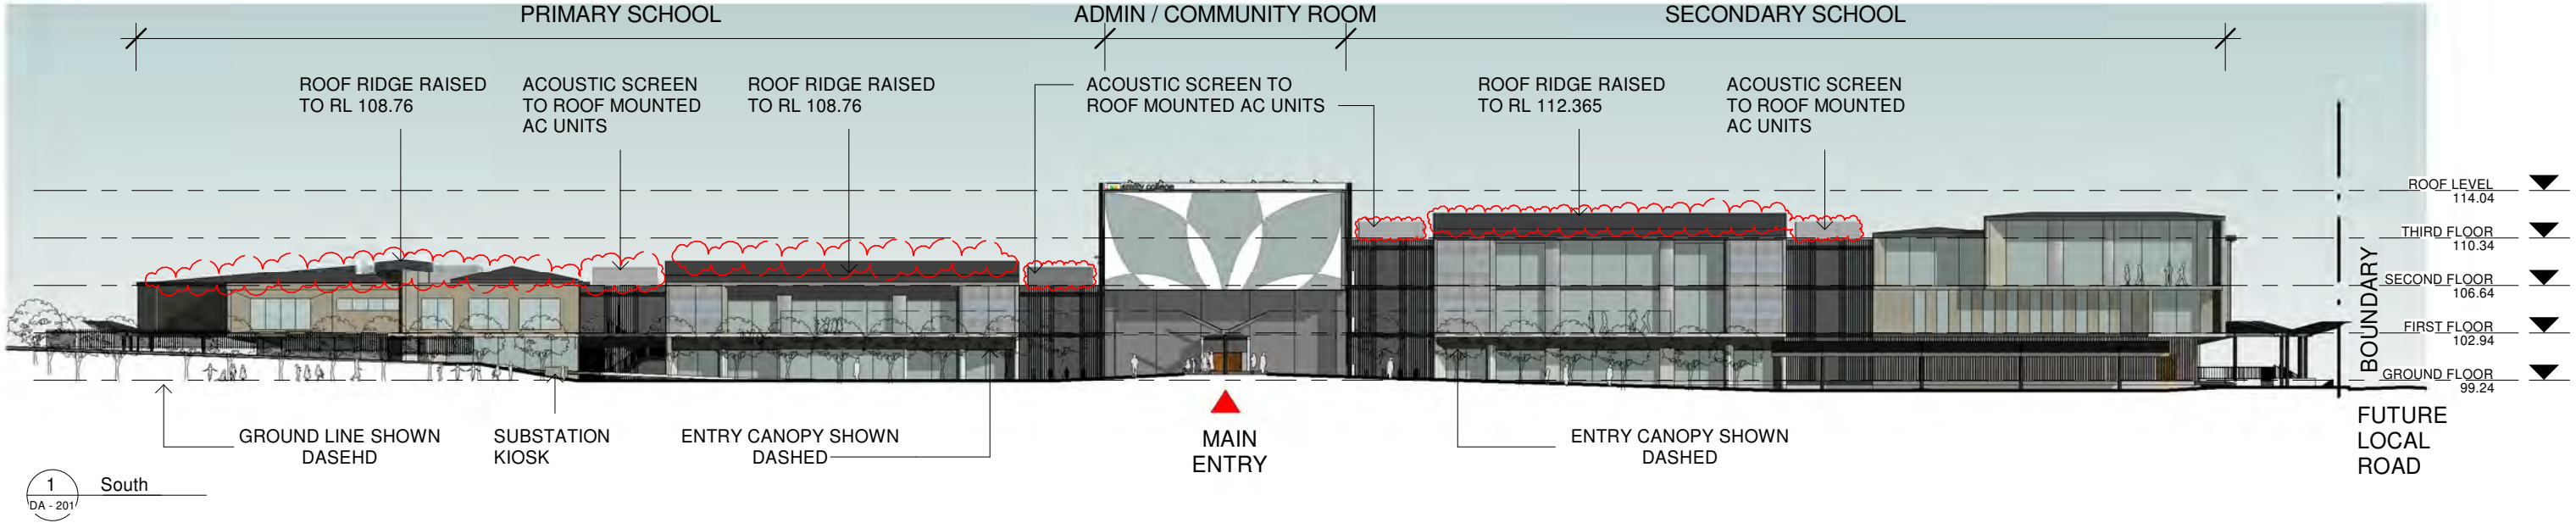 PRIMARY SCHOOL
ADMIN / COMMUNITY ROOM
SECONDARY SCHOOL
ROOF RIDGE RAISED
TO RL 108.76
ACOUSTIC SCREEN
TO ROOF MOUNTED
AC UNITS
ROOF RIDGE RAISED
TO RL 108.76
ACOUSTIC SCREEN TO
ROOF MOUNTED AC UNITS
ROOF RIDGE RAISED
TO RL 112.365
ACOUSTIC SCREEN
TO ROOF MOUNTED
AC UNITS
amity college
ROOF LEVEL
114.04
THIRD FLOOR
110.34
SECOND FLOOR
106.64
FIRST FLOOR
102.94
GROUND FLOOR
99.24
BOUNDARY
GROUND LINE SHOWN
DASEHD
SUBSTATION
KIOSK
ENTRY CANOPY SHOWN
DASHED
MAIN
ENTRY
ENTRY CANOPY SHOWN
DASHED
FUTURE
LOCAL
ROAD
1
DA - 201
South